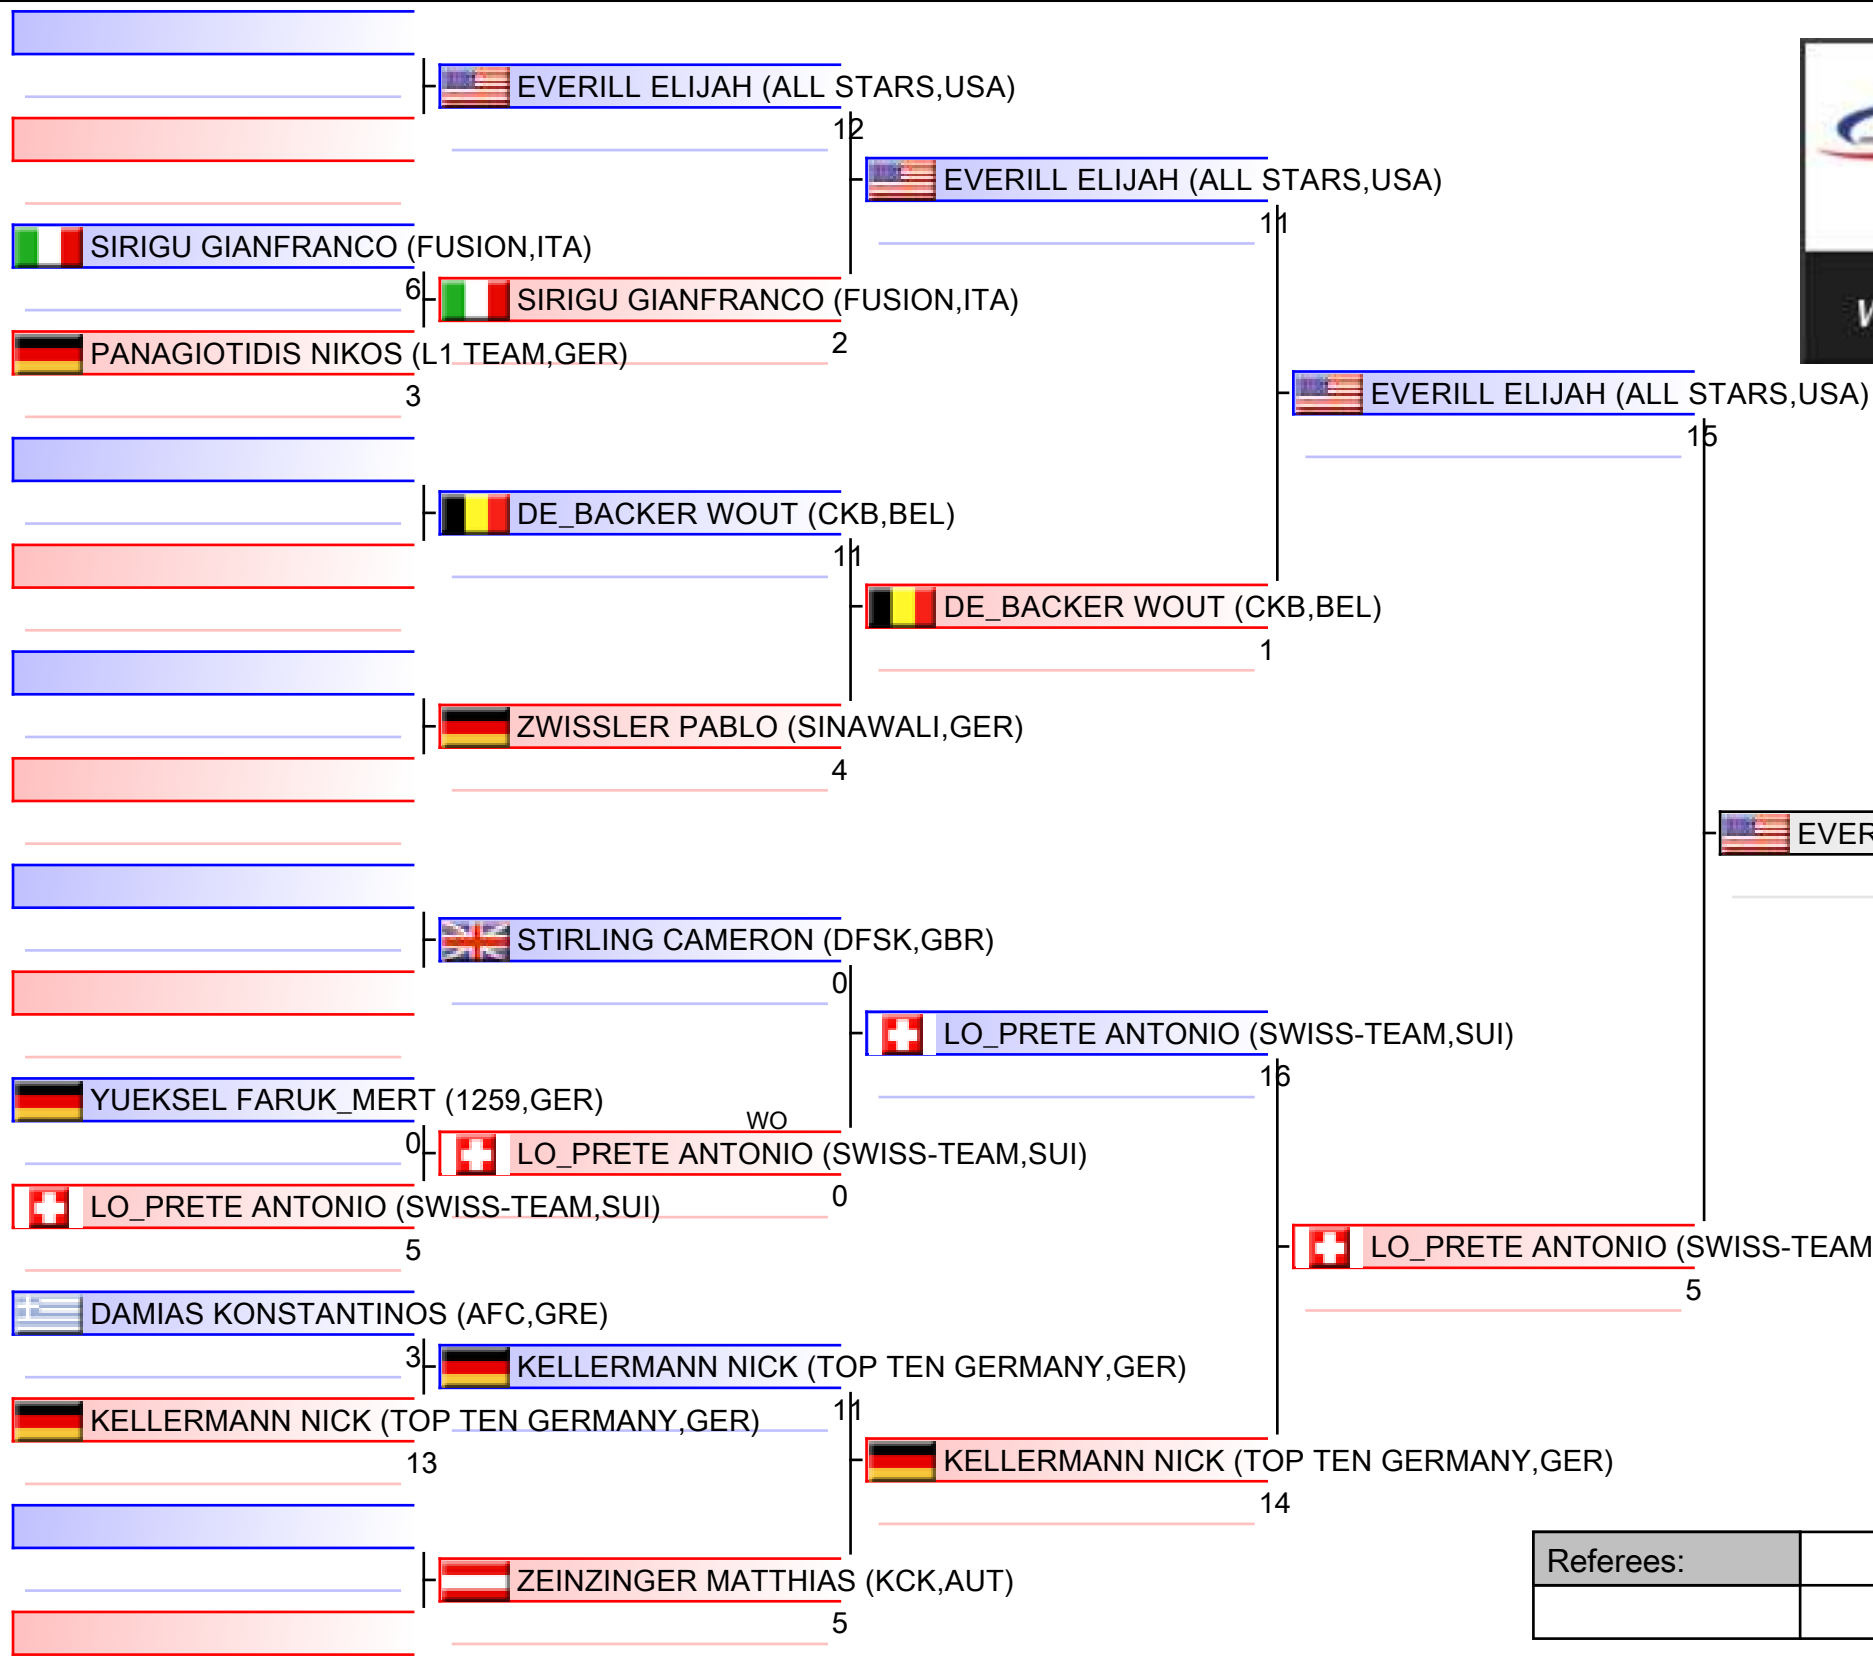 EVERILL ELIJAH (ALL STARS,USA)
12
EVERILL ELIJAH (ALL STARS,USA)
11
SIRIGU GIANFRANCO (FUSION,ITA)
6
SIRIGU GIANFRANCO (FUSION,ITA)
2
PANAGIOTIDIS NIKOS (L1 TEAM,GER)
3
EVERILL ELIJAH (ALL STARS,USA)
15
DE_BACKER WOUT (CKB,BEL)
11
DE_BACKER WOUT (CKB,BEL)
1
ZWISSLER PABLO (SINAWALI,GER)
4
EVER
STIRLING CAMERON (DFSK,GBR)
0
LO_PRETE ANTONIO (SWISS-TEAM,SUI)
16
YUEKSEL FARUK_MERT (1259,GER)
0
WO
LO_PRETE ANTONIO (SWISS-TEAM,SUI)
0
LO_PRETE ANTONIO (SWISS-TEAM,SUI)
5
LO_PRETE ANTONIO (SWISS-TEAM
5
DAMIAS KONSTANTINOS (AFC,GRE)
3
KELLERMANN NICK (TOP TEN GERMANY,GER)
11
KELLERMANN NICK (TOP TEN GERMANY,GER)
13
KELLERMANN NICK (TOP TEN GERMANY,GER)
14
ZEINZINGER MATTHIAS (KCK,AUT)
5
Referees: